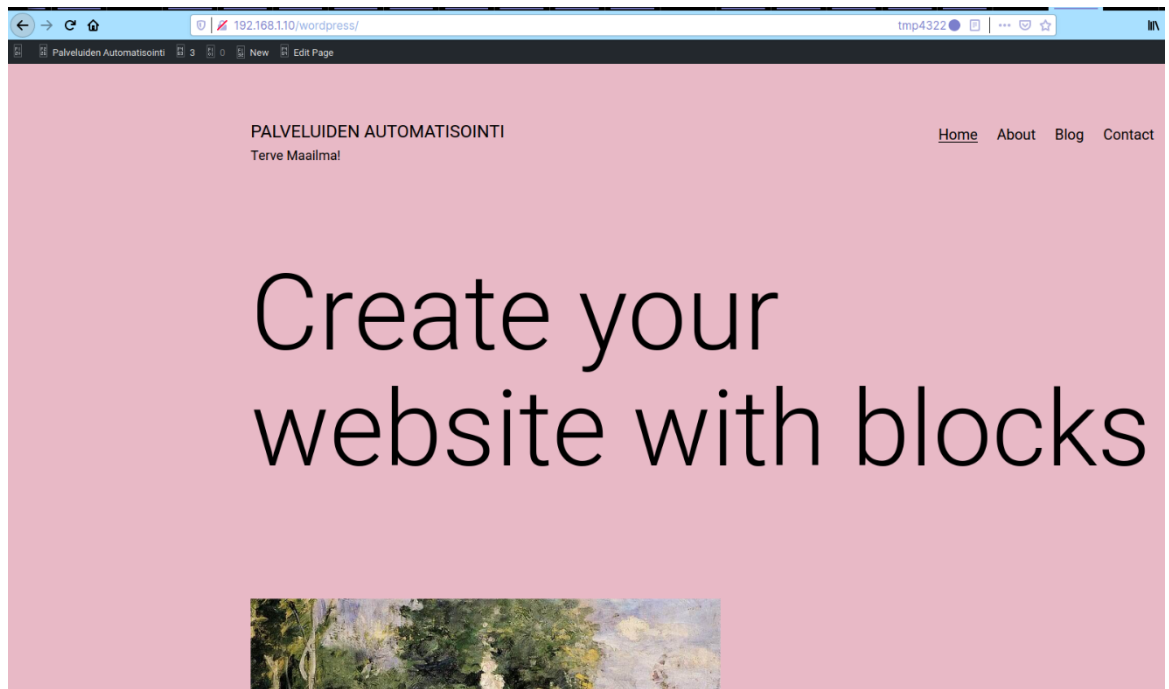 192.168.1.10/wordpress/ tmp4322
Palveluiden Automatisointi 3 0 New Edit Page
PALVELUIDEN AUTOMATISOINTI
Terve Maailma!
Home About Blog Contact
Create your
website with blocks